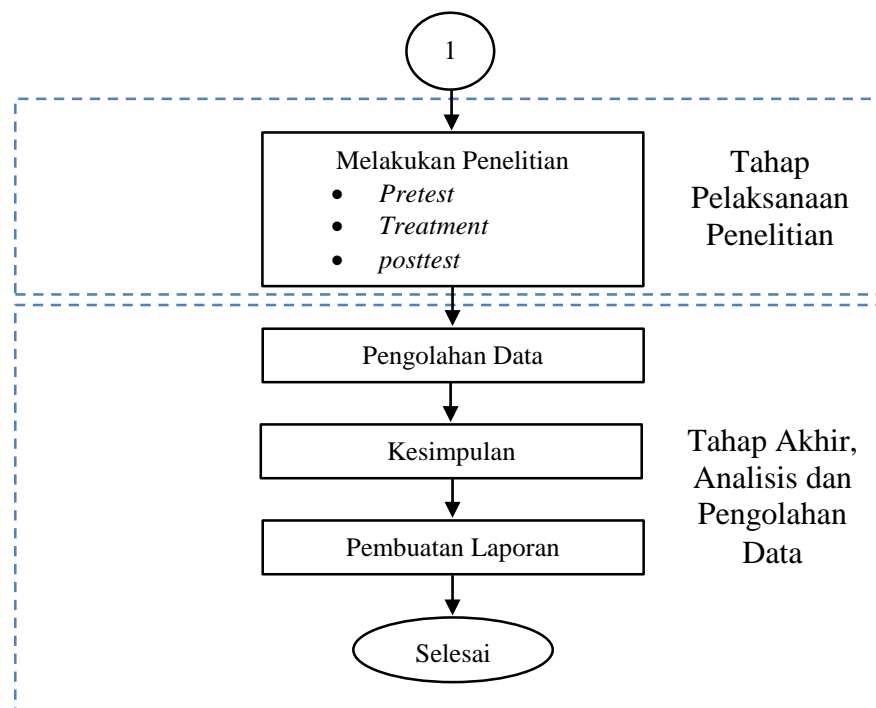 1
Melakukan Penelitian
• Pretest
• Treatment
• posttest
Tahap
Pelaksanaan
Penelitian
Pengolahan Data
Kesimpulan
Pembuatan Laporan
Selesai
Tahap Akhir,
Analisis dan
Pengolahan
Data